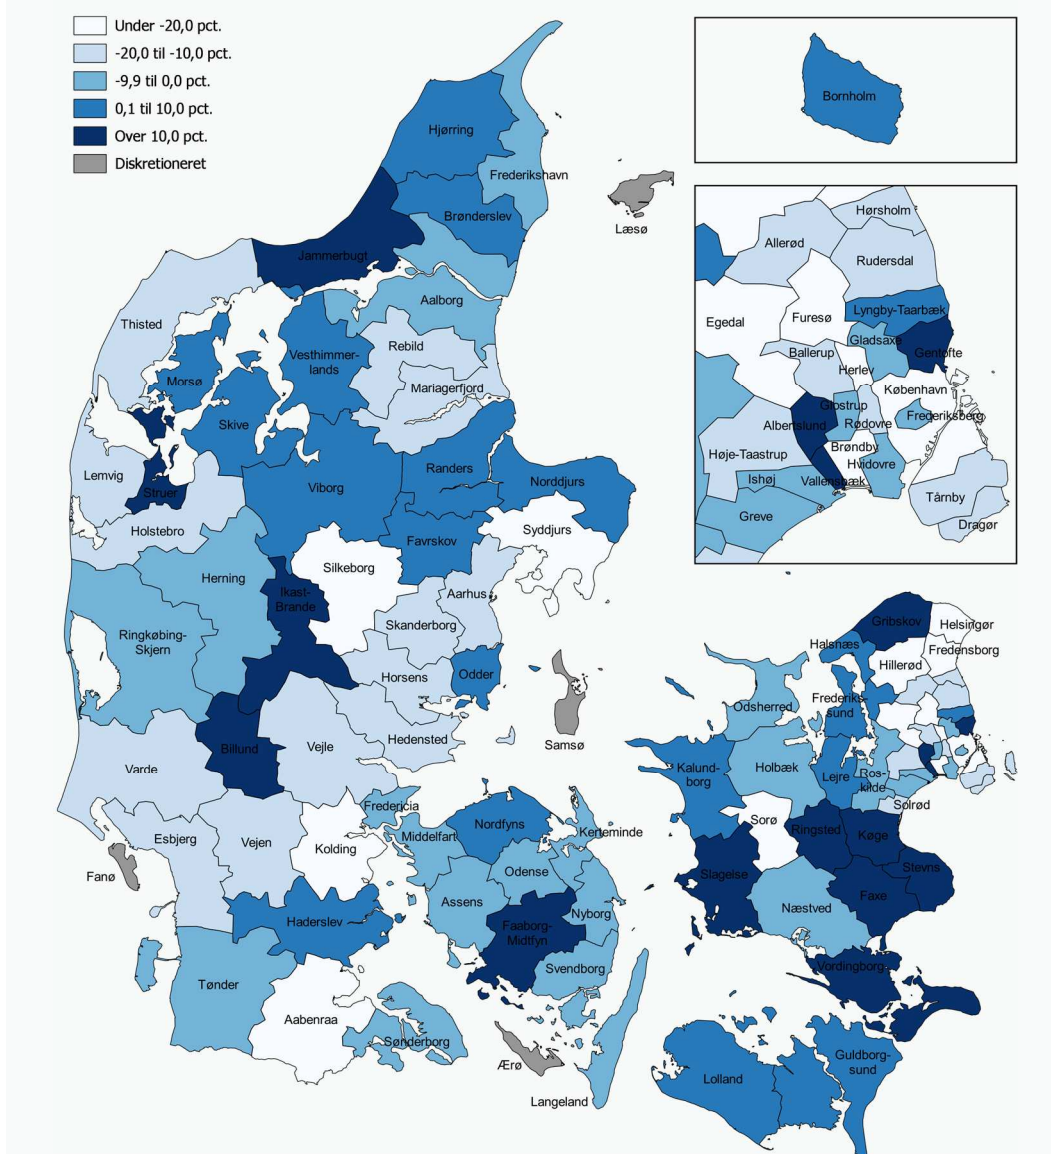 Under -20,0 pct.
-20,0 til -10,0 pct.
-9,9 til 0,0 pct.
0,1 til 10,0 pct.
Over 10,0 pct.
Diskretioneret
Bornholm
Hjørring
Frederikshavn
Brønderslev
Læsø
Jammerbugt
Aalborg
Thisted
Rebild
Vesthimmer-
lands
Morsø
Mariagerfjord
Skive
Lemvig
Struer
Viborg
Randers
Norddjurs
Holstebro
Favrskov
Syddjurs
Silkeborg
Herning
Ikast-
Brande
Aarhus
Skanderborg
Ringkøbing-
Skjern
Horsens
Odder
Samsø
Hedensted
Billund
Vejle
Varde
Fredericia
Middelfart
Nordfyns
Kerteminde
Esbjerg
Vejen
Kolding
Fanø
Odense
Assens
Nyborg
Faaborg-
Midtfyn
Haderslev
Svendborg
Tønder
Aabenraa
Sønderborg
Ærø
Langeland
Hørsholm
Allerød
Rudersdal
Egedal
Furesø
Lyngby-Taarbæk
Gladsaxe
Gentofte
Ballerup
Herlev
København
Glostrup
Frederiksberg
Albertslund
Rødovre
Brøndby
Høje-Taastrup
Hvidovre
Ishøj
Vallensbæk
Tårnby
Greve
Dragør
Gribskov
Helsingør
Halsnæs
Fredensborg
Hillerød
Frederiks-
sund
Odsherred
Kalund-
borg
Holbæk
Lejre
Ros-
kilde
Solrød
Sorø
Ringsted
Køge
Slagelse
Stevns
Faxe
Næstved
Vordingborg
Guldborg-
sund
Lolland